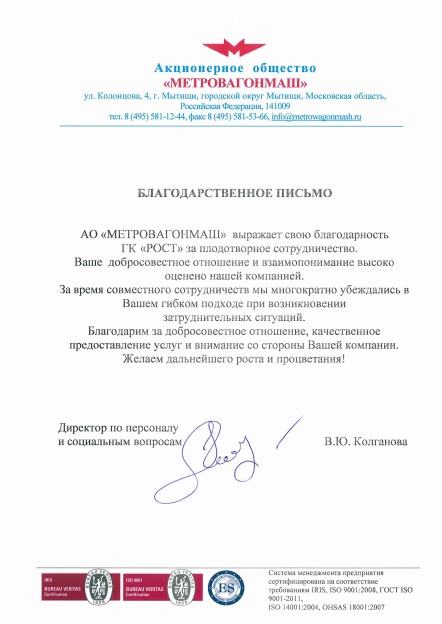 Акционерное общество
«МЕТРОВАГОНМАШ»
ул. Колонцова, 4, г. Мытищи, городской округ Мытищи, Московская область,
Российская Федерация, 141009
тел. 8 (495) 581-12-44, факс 8 (495) 581-53-66, info@metrowagonmash.ru
БЛАГОДАРСТВЕННОЕ ПИСЬМО
АО «МЕТРОВАГОНМАШ» выражает свою благодарность
ГК «РОСТ» за плодотворное сотрудничество.
Ваше добросовестное отношение и взаимопонимание высоко
оценено нашей компанией.
За время совместного сотрудничеств мы многократно убеждались в
Вашем гибком подходе при возникновении
затруднительных ситуаций.
Благодарим за добросовестное отношение, качественное
предоставление услуг и внимание со стороны Вашей компании.
Желаем дальнейшего роста и процветания!
Директор по персоналу
и социальным вопросам
В.Ю. Колганова
IRIS
BUREAU VERITAS
Certification
ISO 9001
BUREAU VERITAS
Certification
ES
Система менеджмента предприятия
сертифицирована на соответствие
требованиям IRIS, ISO 9001:2008, ГОСТ ISO
9001-2011,
ISO 14001:2004, OHSAS 18001:2007